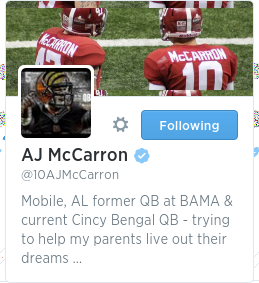 McCARRON
McCARRON
10
Following
AJ McCarron
@10AJMcCarron
Mobile, AL former QB at BAMA &
current Cincy Bengal QB - trying
to help my parents live out their
dreams ...